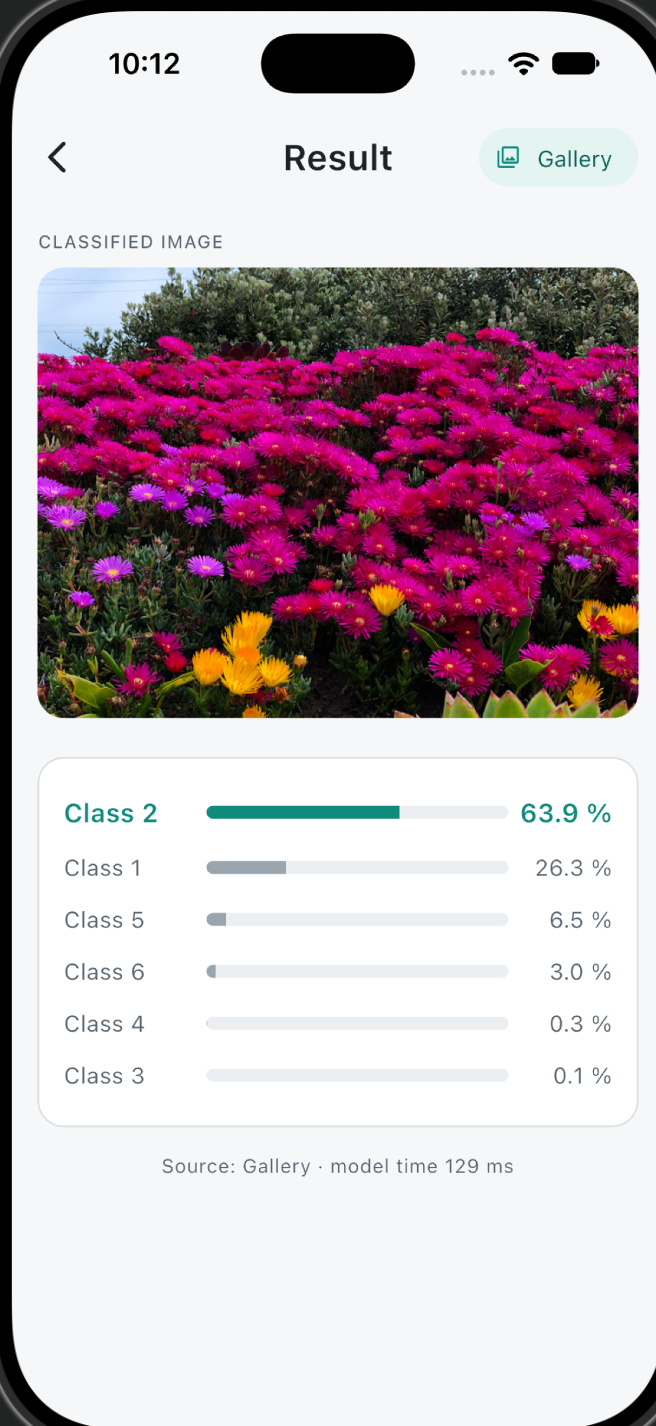 10:12
Result
Gallery
CLASSIFIED IMAGE
Class 2 63.9 %
Class 1 26.3 %
Class 5 6.5 %
Class 6 3.0 %
Class 4 0.3 %
Class 3 0.1 %
Source: Gallery · model time 129 ms